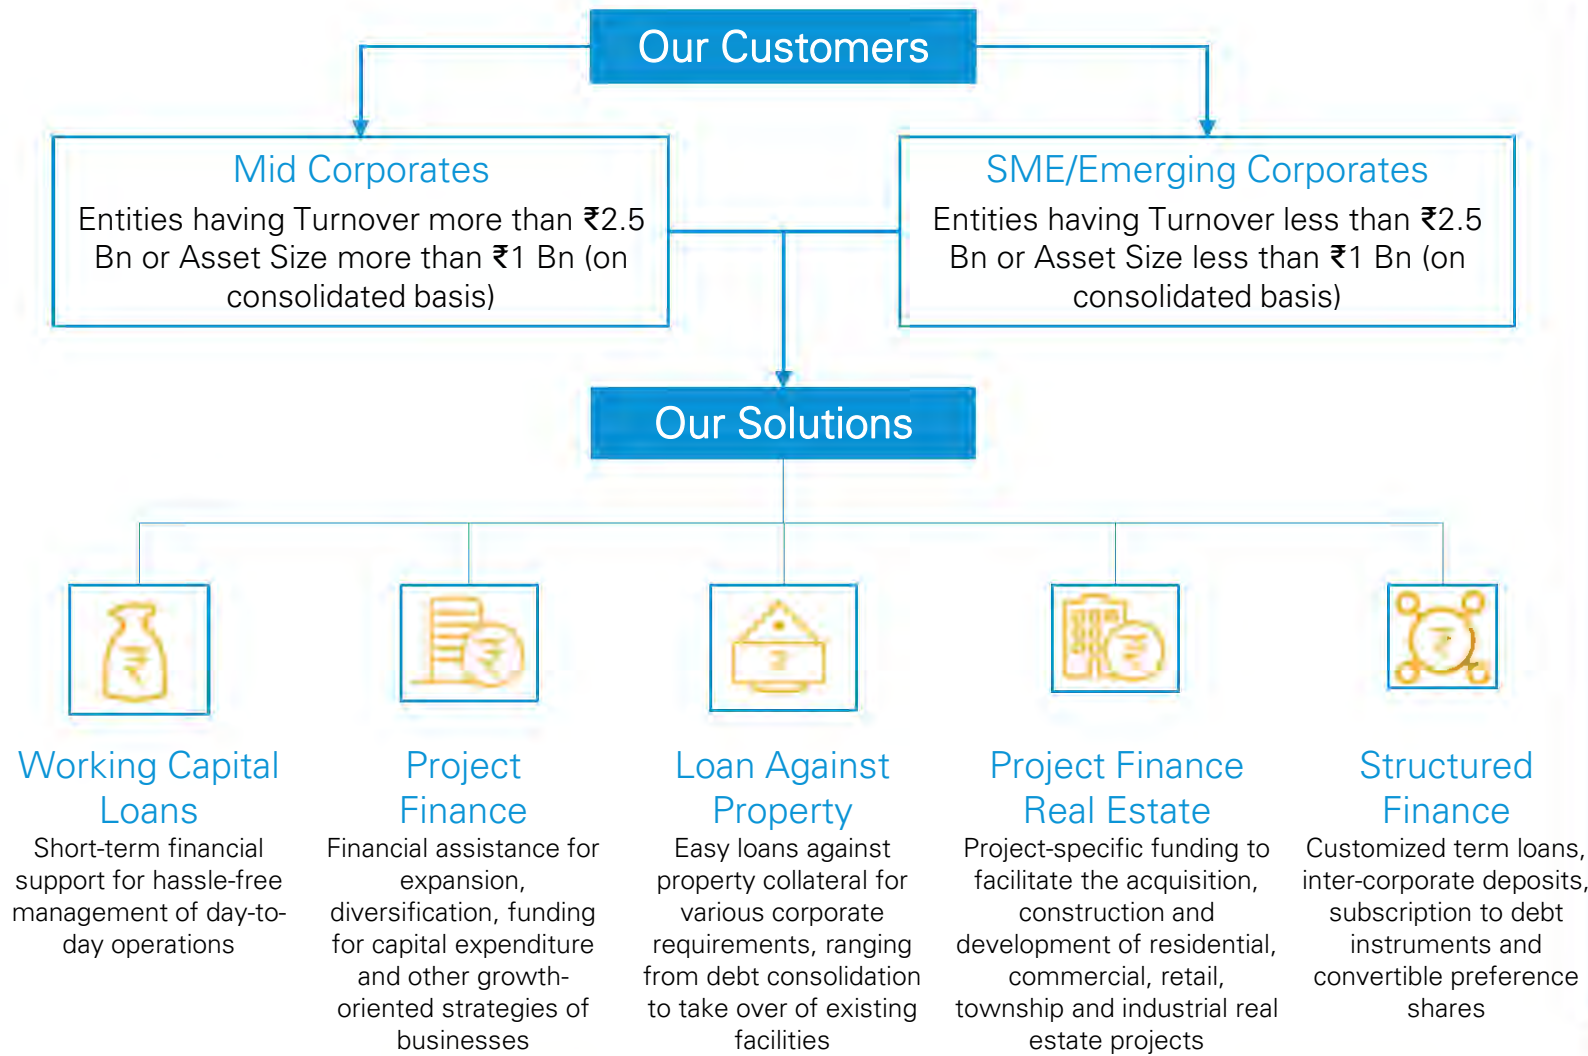 Our Customers
Mid Corporates
Entities having Turnover more than ₹2.5
Bn or Asset Size more than ₹1 Bn (on
consolidated basis)
SME/Emerging Corporates
Entities having Turnover less than ₹2.5
Bn or Asset Size less than ₹1 Bn (on
consolidated basis)
Our Solutions
₹
₹
₹
₹
₹
Working Capital
Loans
Short-term financial
support for hassle-free
management of day-to-
day operations
Project
Finance
Financial assistance for
expansion,
diversification, funding
for capital expenditure
and other growth-
oriented strategies of
businesses
Loan Against
Property
Easy loans against
property collateral for
various corporate
requirements, ranging
from debt consolidation
to take over of existing
facilities
Project Finance
Real Estate
Project-specific funding to
facilitate the acquisition,
construction and
development of residential,
commercial, retail,
township and industrial real
estate projects
Structured
Finance
Customized term loans,
inter-corporate deposits,
subscription to debt
instruments and
convertible preference
shares